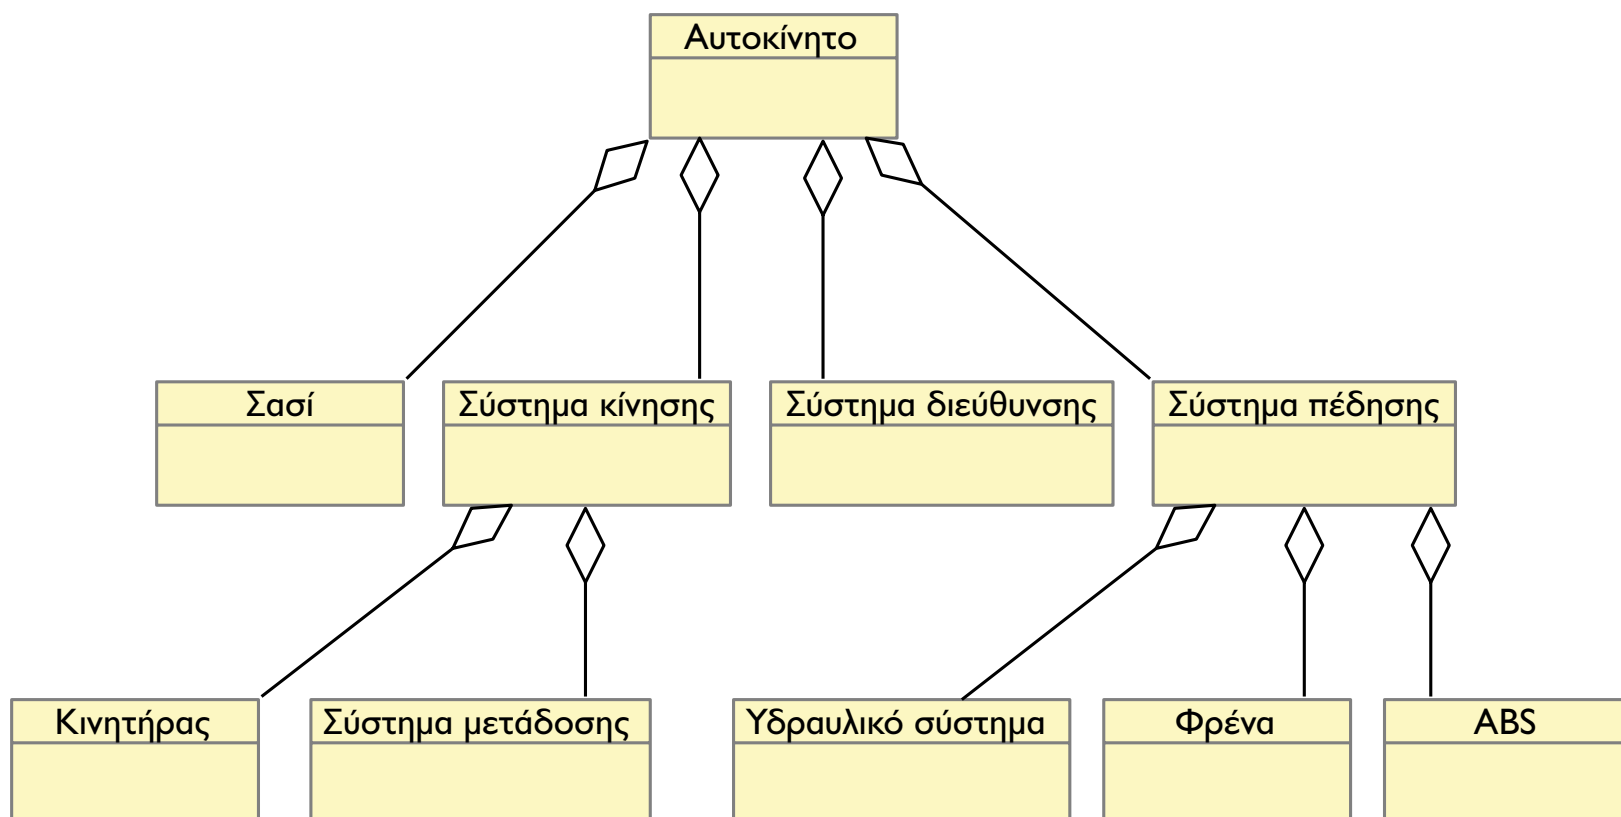 Αυτοκίνητο
Σασί
Σύστημα κίνησης
Σύστημα διεύθυνσης
Σύστημα πέδησης
Κινητήρας
Σύστημα μετάδοσης
Υδραυλικό σύστημα
Φρένα
ABS